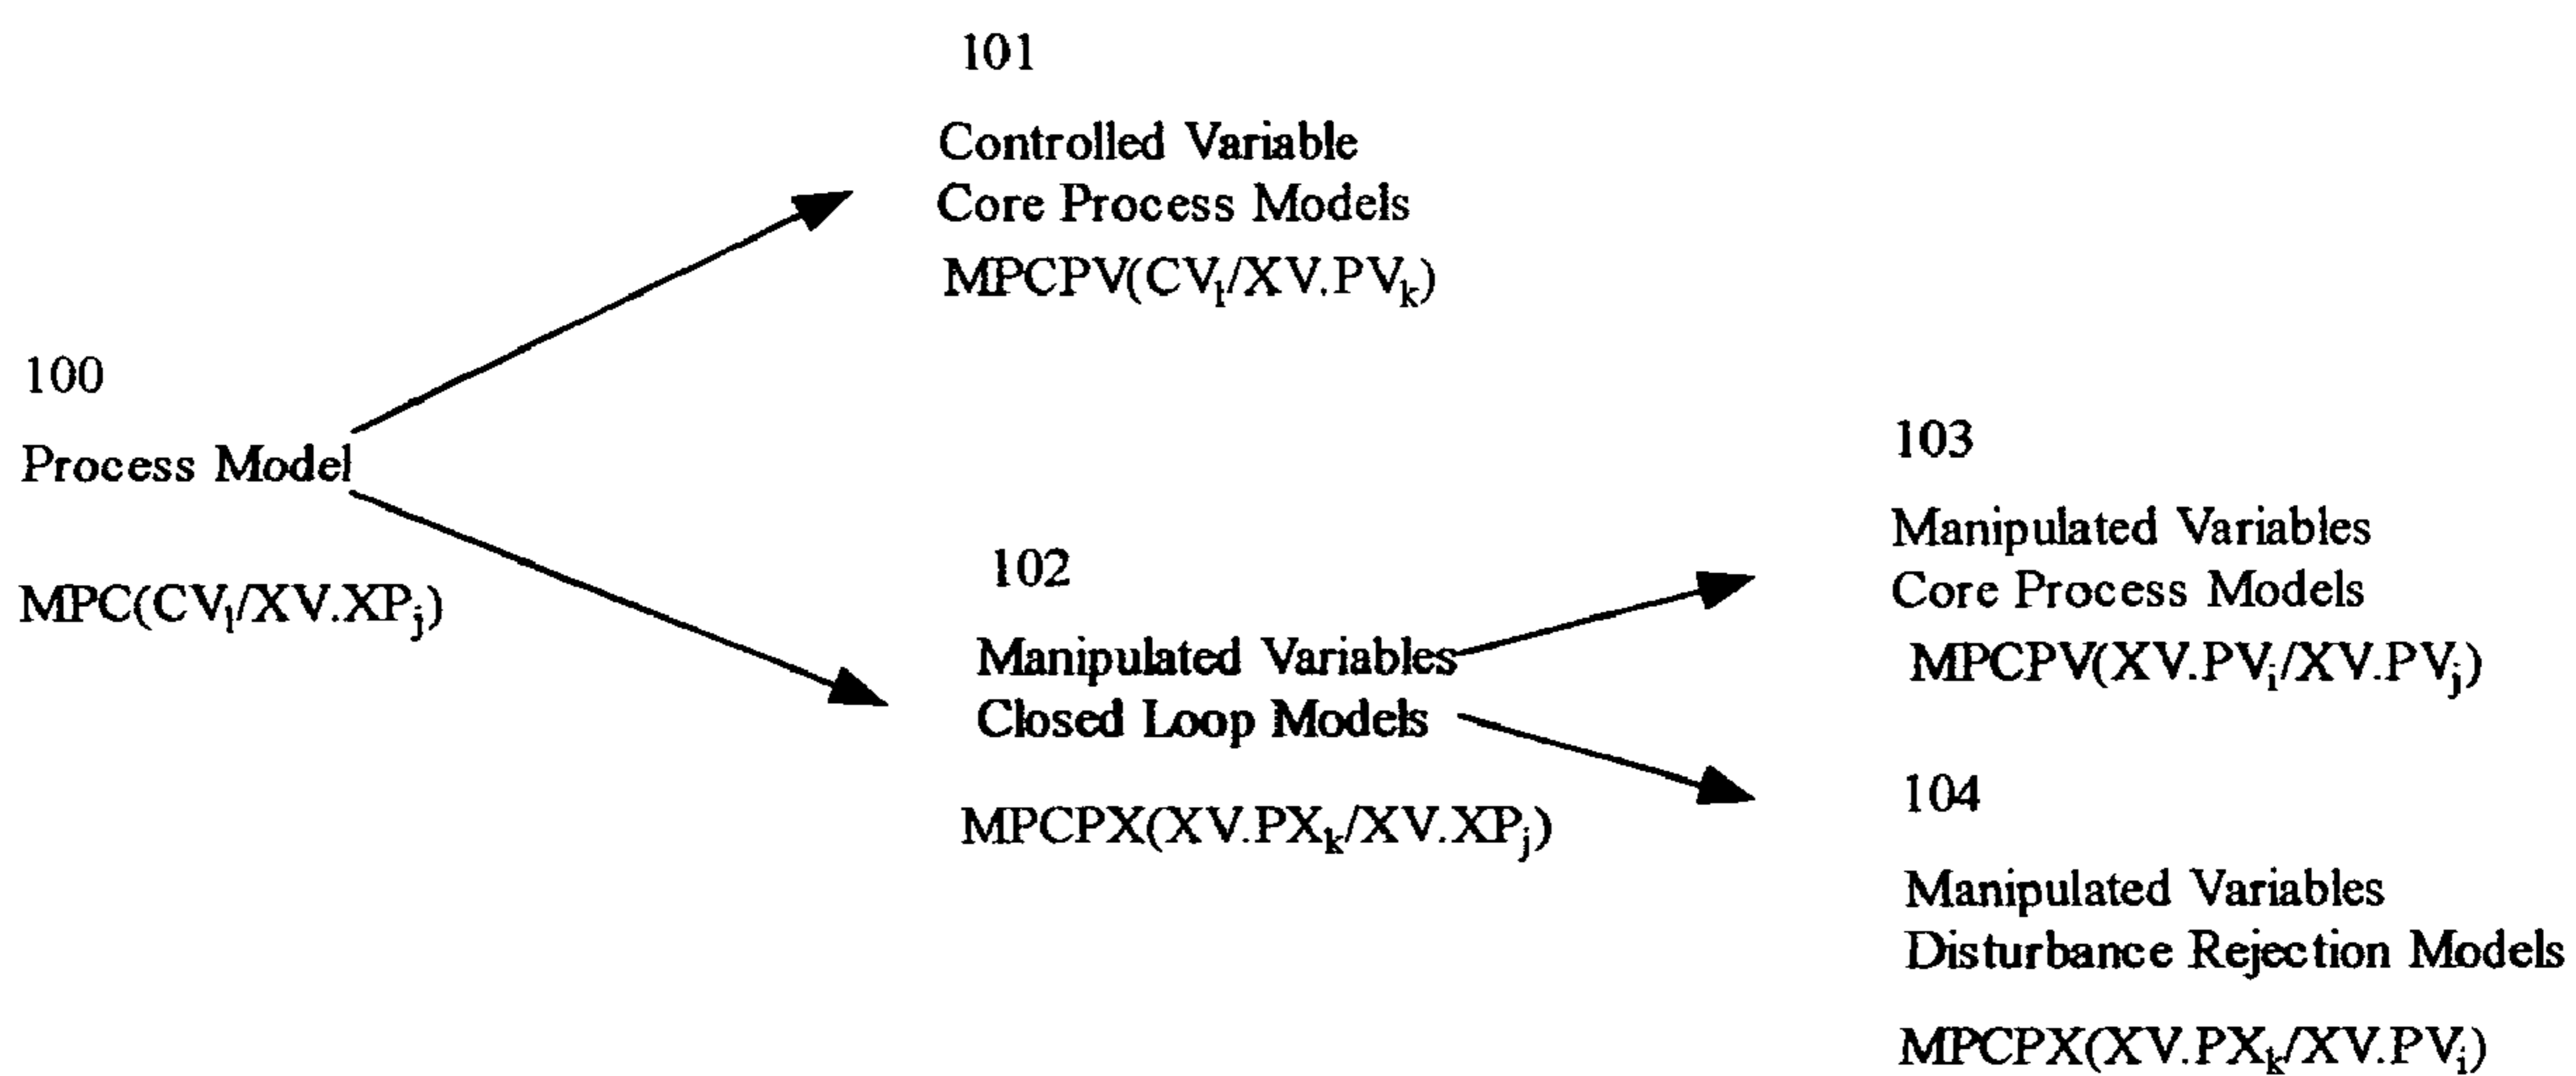 101
Controlled Variable
Core Process Models
MPCPV(CVₗ/XV.PVₖ)
100
Process Model
MPC(CVₗ/XV.XPⱼ)
102
Manipulated Variables
Closed Loop Models
MPCPX(XV.PXₖ/XV.XPⱼ)
103
Manipulated Variables
Core Process Models
MPCPV(XV.PVᵢ/XV.PVⱼ)
104
Manipulated Variables
Disturbance Rejection Models
MPCPX(XV.PXₖ/XV.PVᵢ)